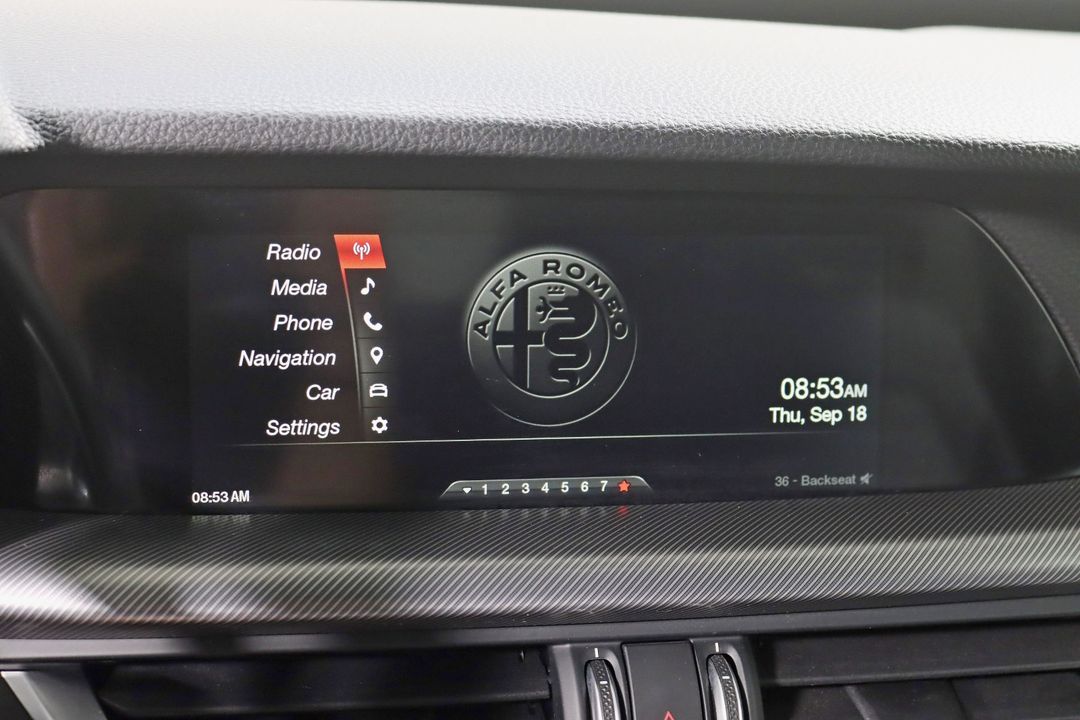 Radio
Media
Phone
Navigation
Car
Settings
ALFA ROMEO
08:53AM
Thu, Sep 18
08:53 AM
1 2 3 4 5 6 7
36 - Backseat